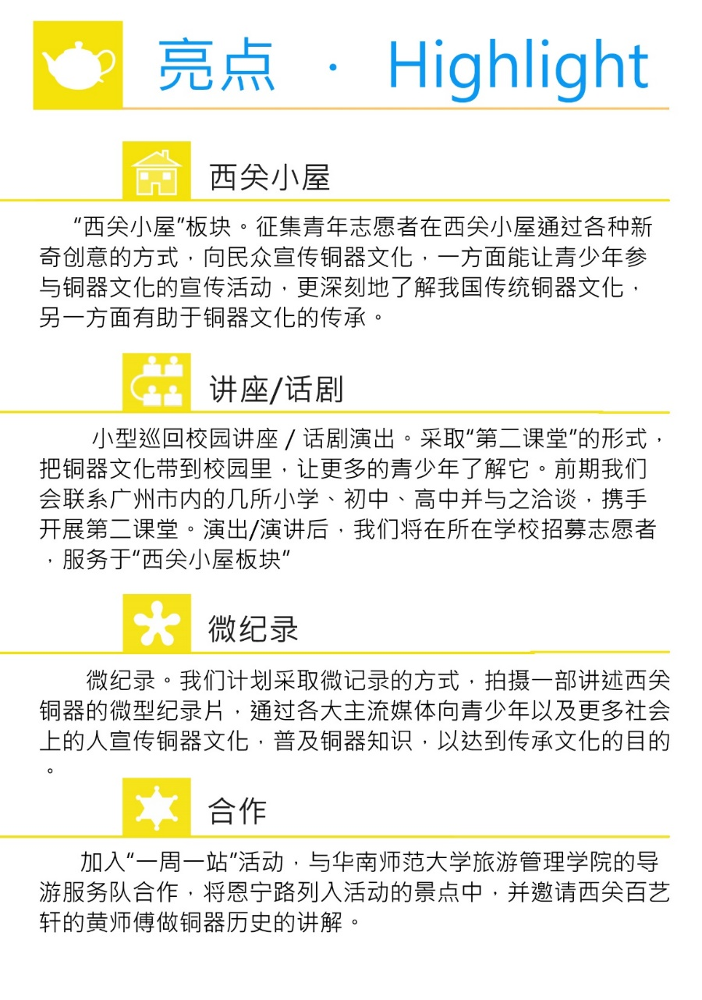 亮点 · Highlight
西关小屋
“西关小屋”板块。征集青年志愿者在西关小屋通过各种新
奇创意的方式，向民众宣传铜器文化，一方面能让青少年参
与铜器文化的宣传活动，更深刻地了解我国传统铜器文化，
另一方面有助于铜器文化的传承。
讲座/话剧
小型巡回校园讲座 / 话剧演出。采取“第二课堂”的形式，
把铜器文化带到校园里，让更多的青少年了解它。前期我们
会联系广州市内的几所小学、初中、高中并与之洽谈，携手
开展第二课堂。演出/演讲后，我们将在所在学校招募志愿者
，服务于“西关小屋板块”
微纪录
微纪录。我们计划采取微记录的方式，拍摄一部讲述西关
铜器的微型纪录片，通过各大主流媒体向青少年以及更多社会
上的人宣传铜器文化，普及铜器知识，以达到传承文化的目的
。
合作
加入“一周一站”活动，与华南师范大学旅游管理学院的导
游服务队合作，将恩宁路列入活动的景点中，并邀请西关百艺
轩的黄师傅做铜器历史的讲解。